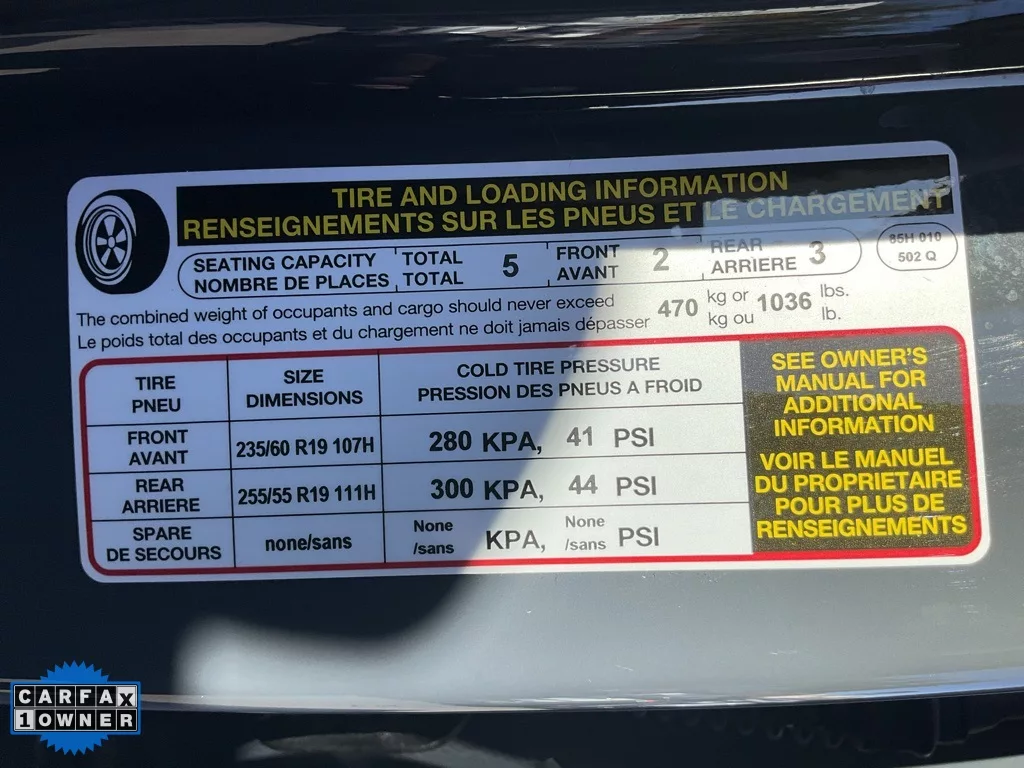 TIRE AND LOADING INFORMATION
RENSEIGNEMENTS SUR LES PNEUS ET LE CHARGEMENT
SEATING CAPACITY TOTAL 5 FRONT 2 REAR 3
NOMBRE DE PLACES TOTAL AVANT ARRIERE
85H 010
502 Q
The combined weight of occupants and cargo should never exceed 470 kg or 1036 lbs.
Le poids total des occupants et du chargement ne doit jamais dépasser kg ou lb.
TIRE
PNEU
SIZE
DIMENSIONS
COLD TIRE PRESSURE
PRESSION DES PNEUS A FROID
FRONT
AVANT
235/60 R19 107H
280 KPA, 41 PSI
REAR
ARRIERE
255/55 R19 111H
300 KPA, 44 PSI
SPARE
DE SECOURS
none/sans
None
/sans KPA,
None
/sans PSI
SEE OWNER'S
MANUAL FOR
ADDITIONAL
INFORMATION
VOIR LE MANUEL
DU PROPRIETAIRE
POUR PLUS DE
RENSEIGNEMENTS
CARFAX
1 OWNER